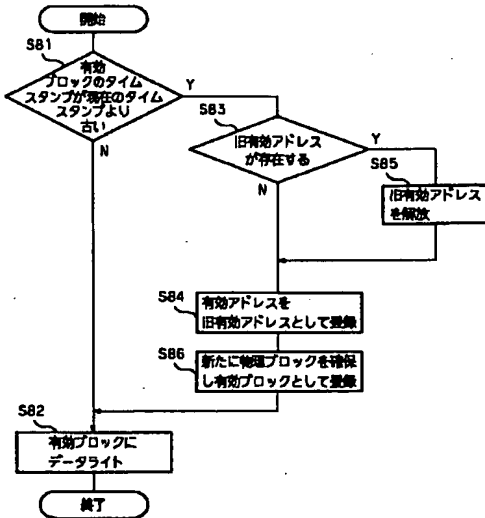 開始
S81
有効
ブロックのタイム
スタンプが現在のタイム
スタンプより
古い
Y
N
S83
旧有効アドレス
が存在する
Y
N
S85
旧有効アドレス
を解放
S84
有効アドレスを
旧有効アドレスとして登録
S86
新たに物理ブロックを確保
し有効ブロックとして登録
S82
有効ブロックに
データライト
終了